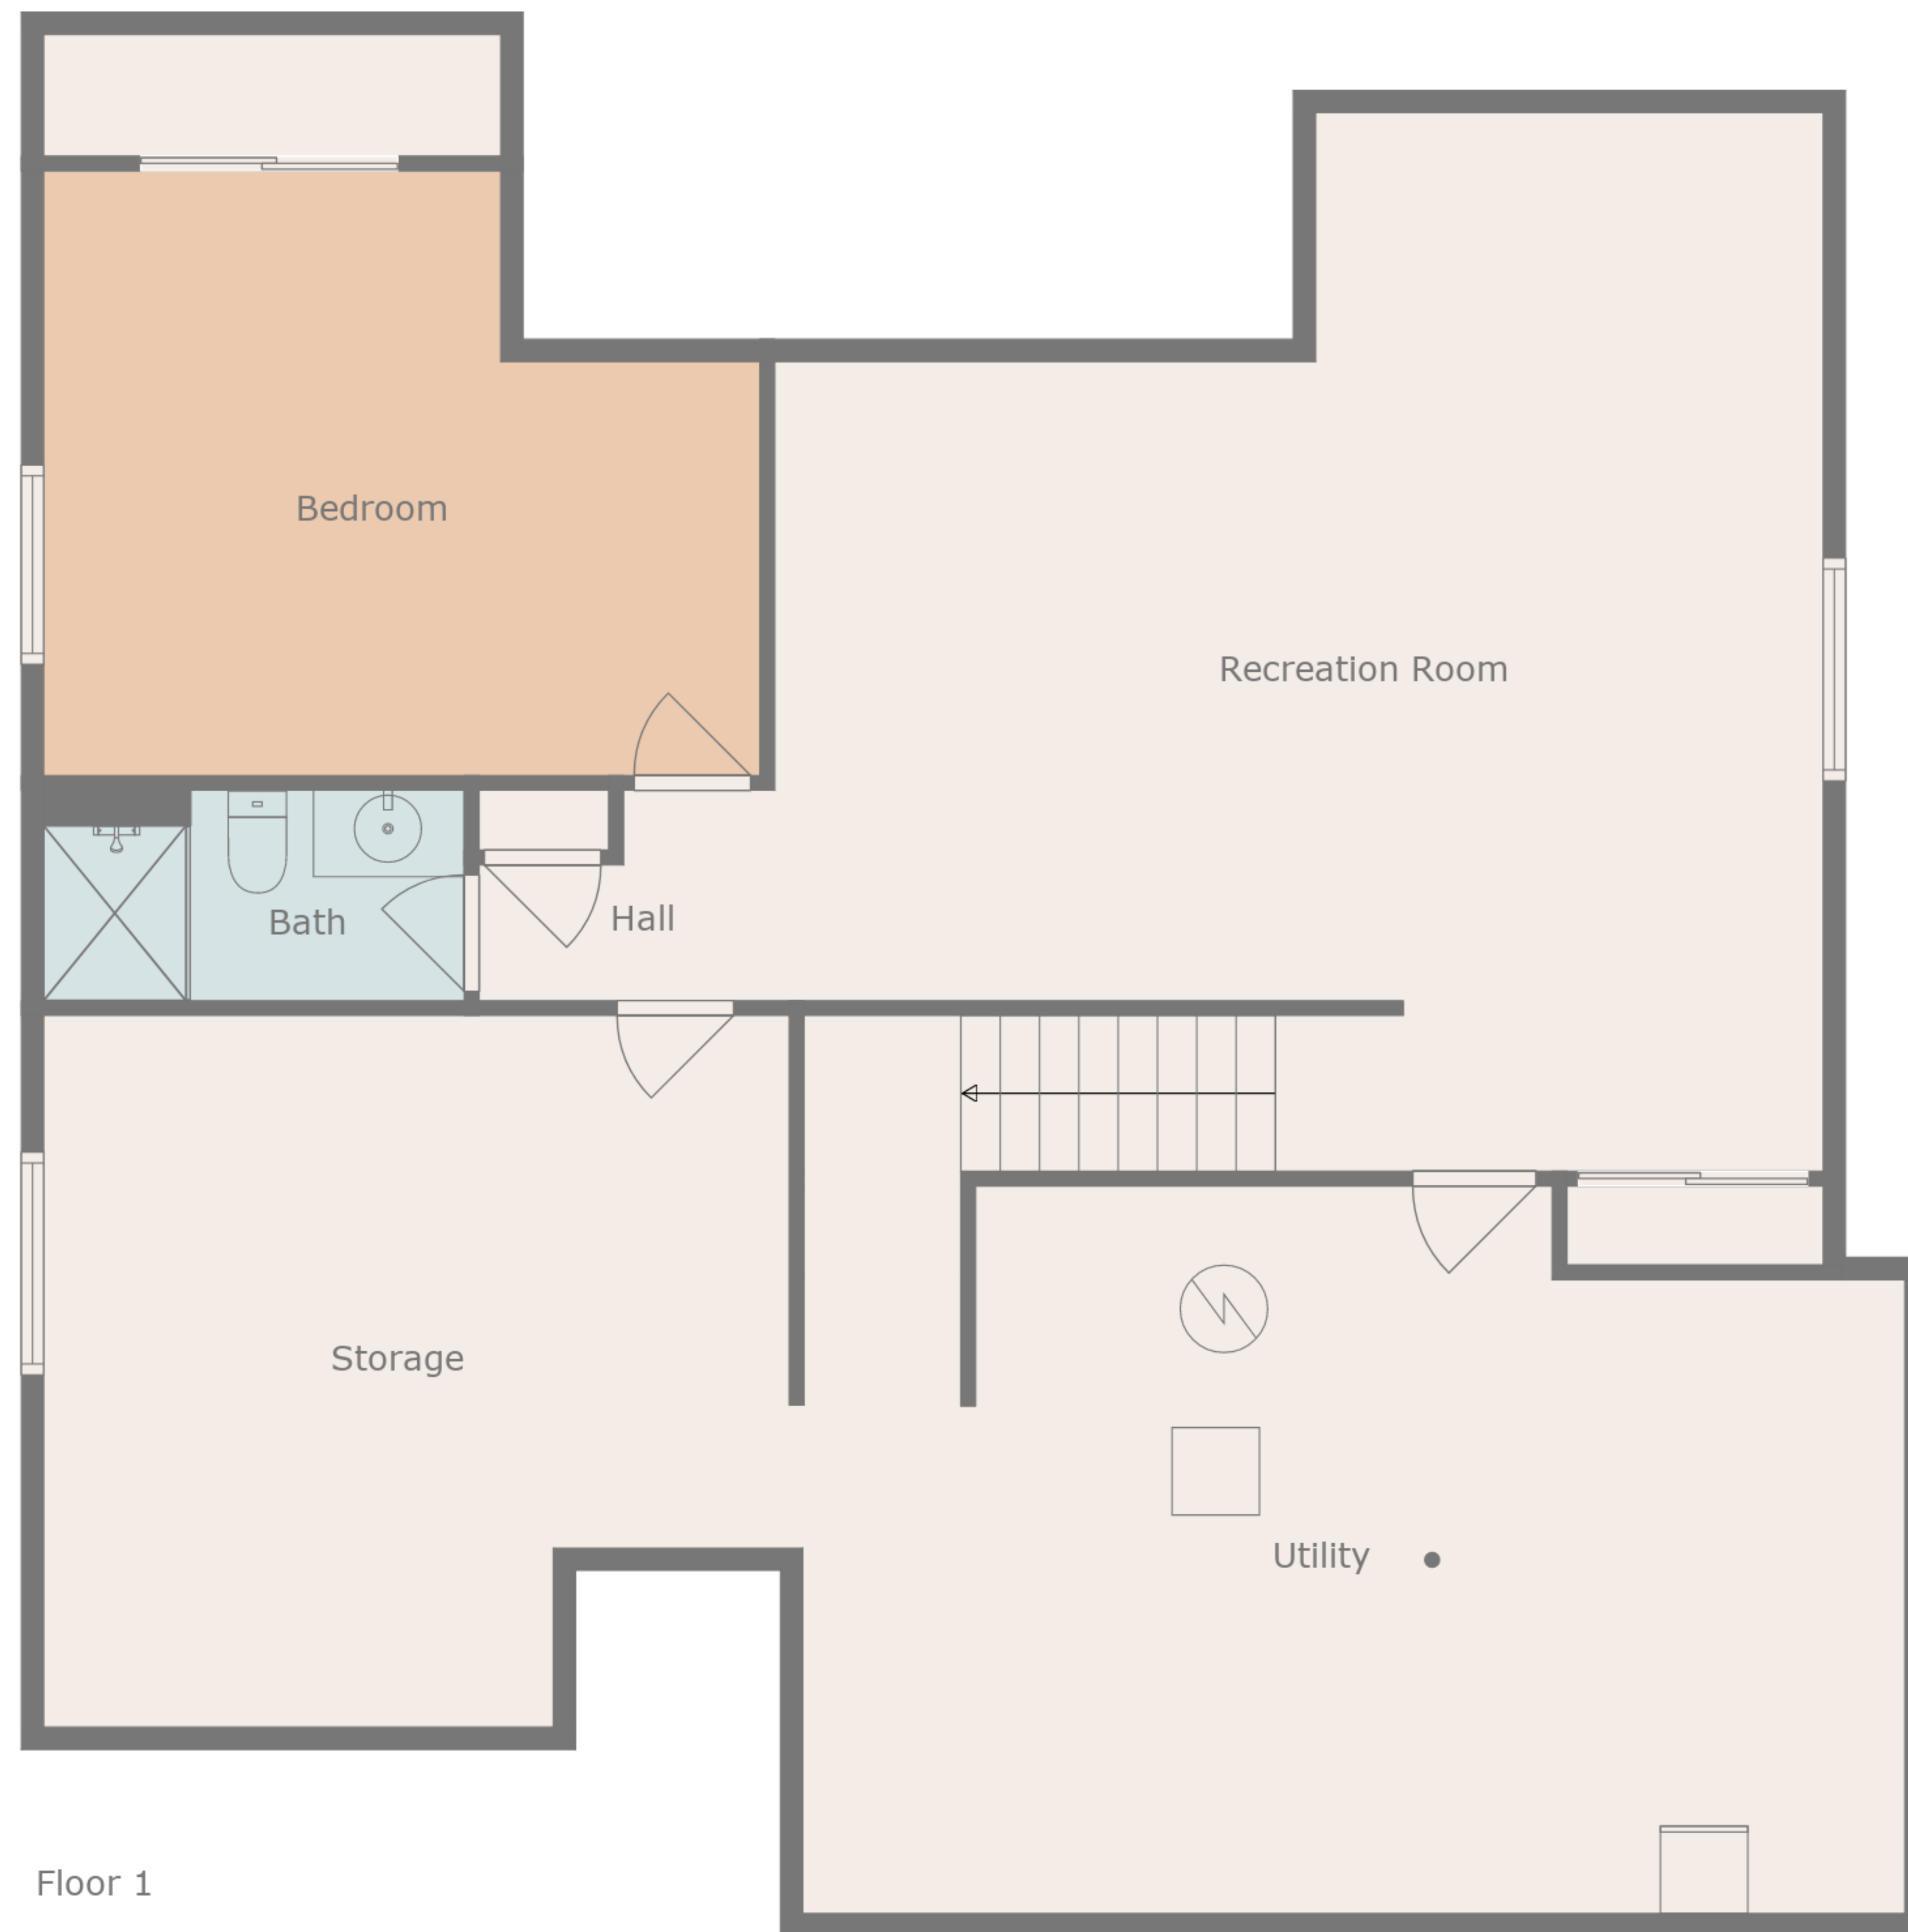 Bedroom
Recreation Room
Bath
Hall
Storage
Utility
Floor 1